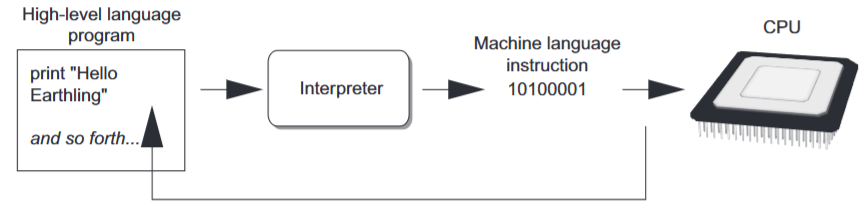 High-level language
program
print "Hello
Earthling"
and so forth...
Interpreter
Machine language
instruction
10100001
CPU